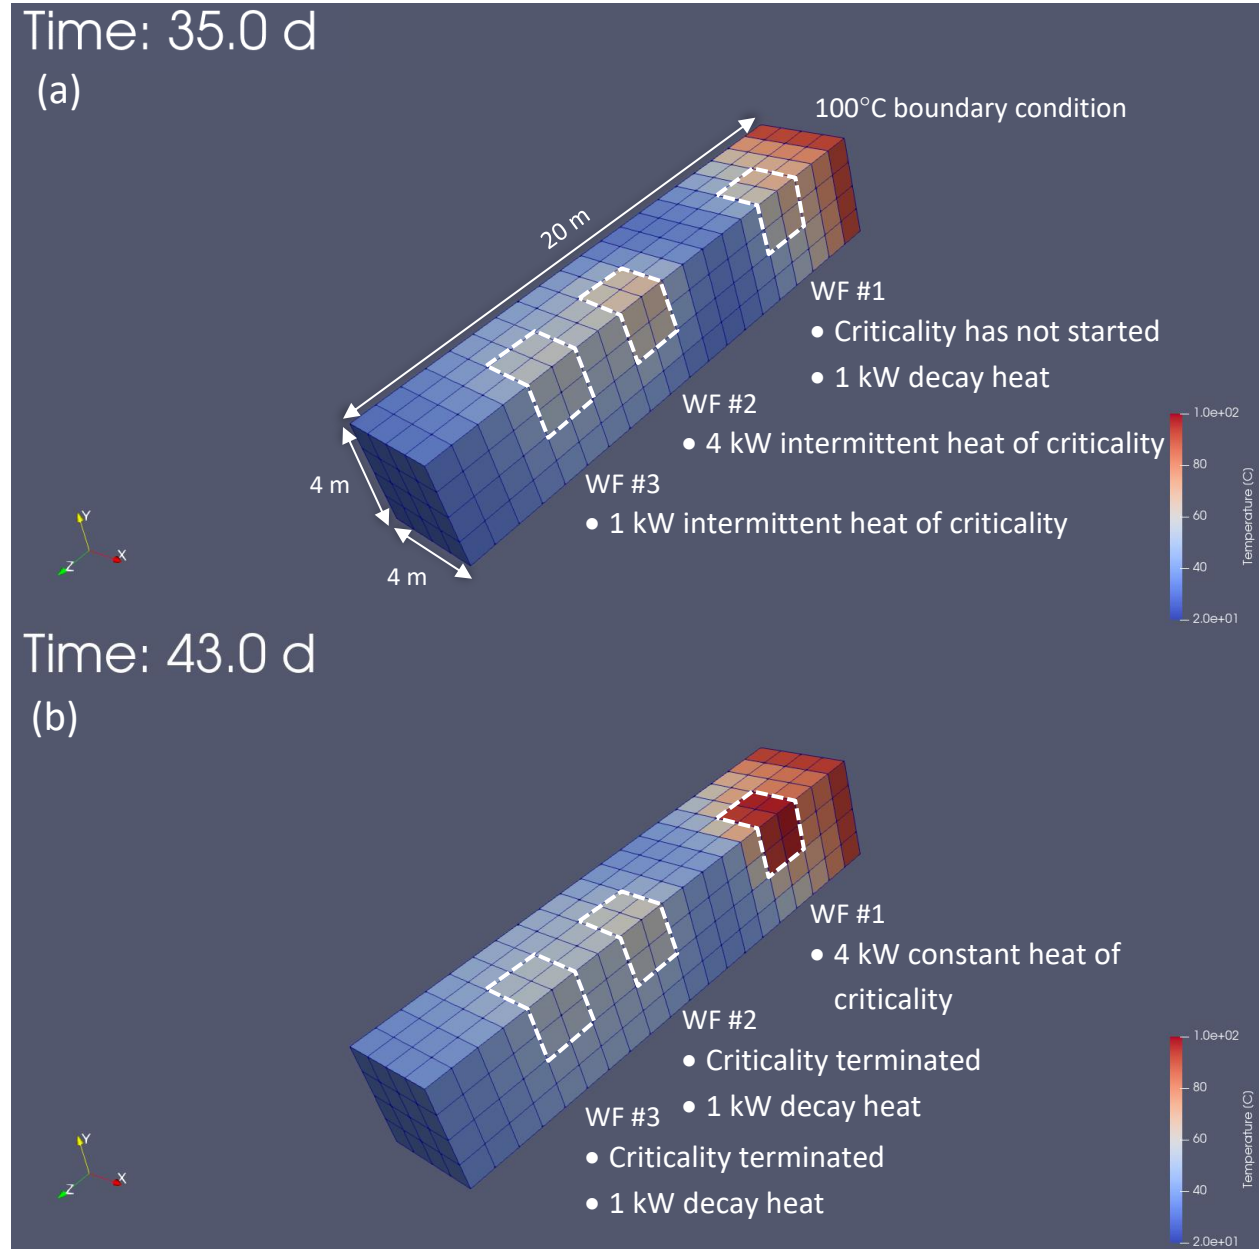 Time: 35.0 d
(a)
100°C boundary condition
20 m
WF #1
• Criticality has not started
• 1 kW decay heat
WF #2
• 4 kW intermittent heat of criticality
WF #3
• 1 kW intermittent heat of criticality
4 m
4 m
Y
X
Z
1.0e+02
80
60
40
2.0e+01
Temperature (C)
Time: 43.0 d
(b)
WF #1
• 4 kW constant heat of
criticality
WF #2
• Criticality terminated
• 1 kW decay heat
WF #3
• Criticality terminated
• 1 kW decay heat
Y
X
Z
1.0e+02
80
60
40
2.0e+01
Temperature (C)